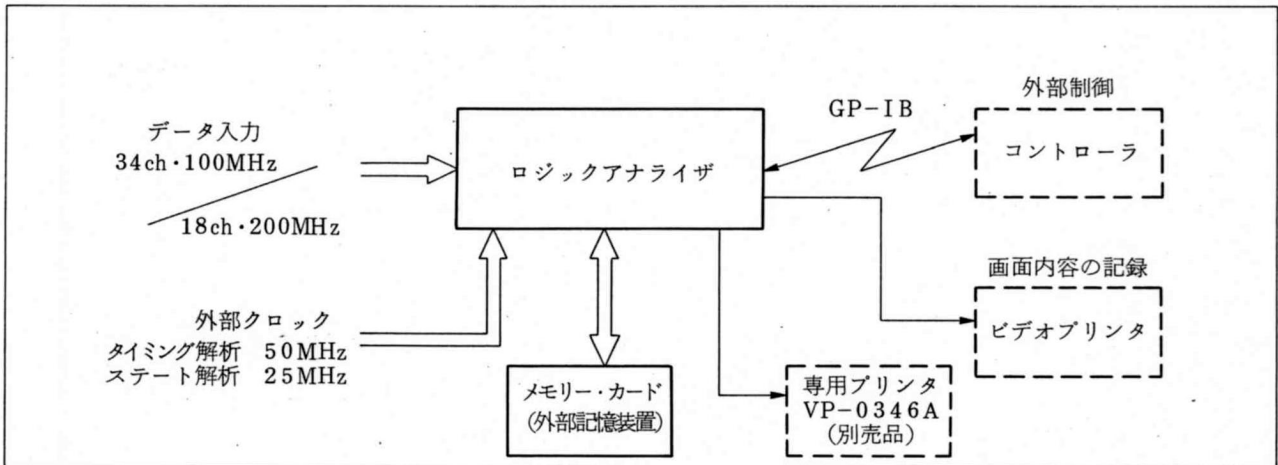 データ入力
34ch・100MHz
18ch・200MHz
外部クロック
タイミング解析 50MHz
ステート解析 25MHz
ロジックアナライザ
メモリー・カード
(外部記憶装置)
GP-IB
外部制御
コントローラ
画面内容の記録
ビデオプリンタ
専用プリンタ
VP-0346A
(別売品)